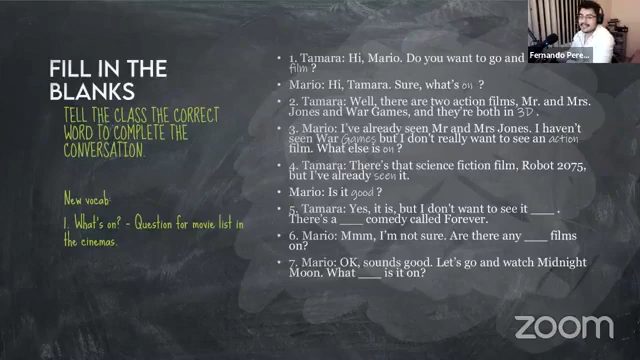 FILL IN THE
BLANKS
TELL THE CLASS THE CORRECT
WORD TO COMPLETE THE
CONVERSATION.
New vocab:
1. What's on? - Question for movie list in
the cinemas.
• 1. Tamara: Hi, Mario. Do you want to go and
film ?
Mario: Hi, Tamara. Sure, what's on ?
• 2. Tamara: Well, there are two action films, Mr. and Mrs.
Jones and War Games, and they're both in 3D .
• 3. Mario: I've already seen Mr and Mrs Jones. I haven't
seen War Games but I don't really want to see an action
film. What else is on ?
• 4. Tamara: There's that science fiction film, Robot 2075,
but I've already seen it.
• Mario: Is it good ?
• 5. Tamara: Yes, it is, but I don't want to see it ___ .
There's a ___ comedy called Forever.
• 6. Mario: Mmm, I'm not sure. Are there any ___ films
on?
• 7. Mario: OK, sounds good. Let's go and watch Midnight
Moon. What ___ is it on?
Fernando Pere...
zoom